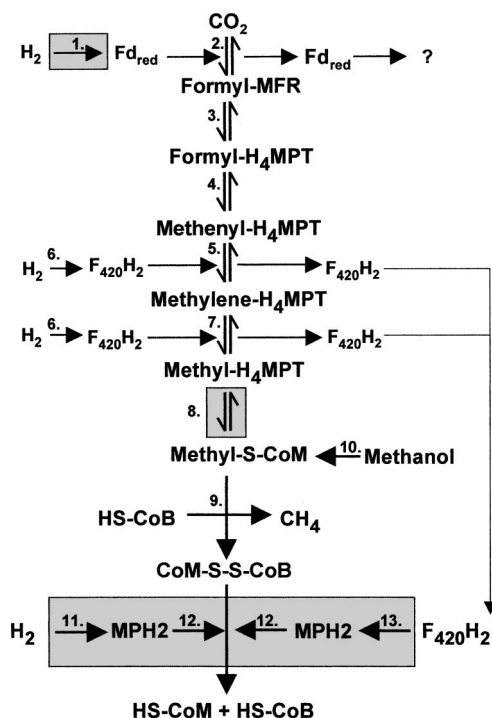 CO2
H2 1. Fdred 2. Fdred ?
Formyl-MFR
3.
Formyl-H4MPT
4.
Methenyl-H4MPT
H2 6. F420H2 5. F420H2
Methylene-H4MPT
H2 6. F420H2 7. F420H2
Methyl-H4MPT
8.
Methyl-S-CoM 10. Methanol
9.
HS-CoB CH4
CoM-S-S-CoB
H2 11. MPH2 12. 12. MPH2 13. F420H2
HS-CoM + HS-CoB